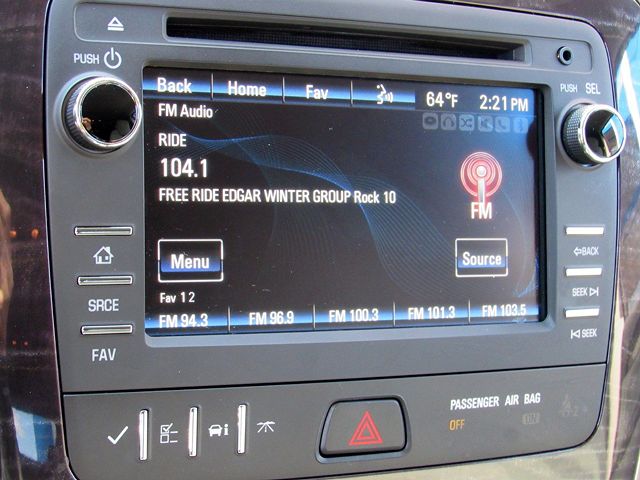 PUSH
PUSH SEL
Back Home Fav 64°F 2:21 PM
FM Audio
RIDE
104.1
FREE RIDE EDGAR WINTER GROUP Rock 10
FM
Menu Source
Fav 1 2
FM 94.3 FM 96.9 FM 100.3 FM 101.3 FM 103.5
BACK
SRCE
SEEK
FAV
SEEK
PASSENGER AIR BAG
OFF ON